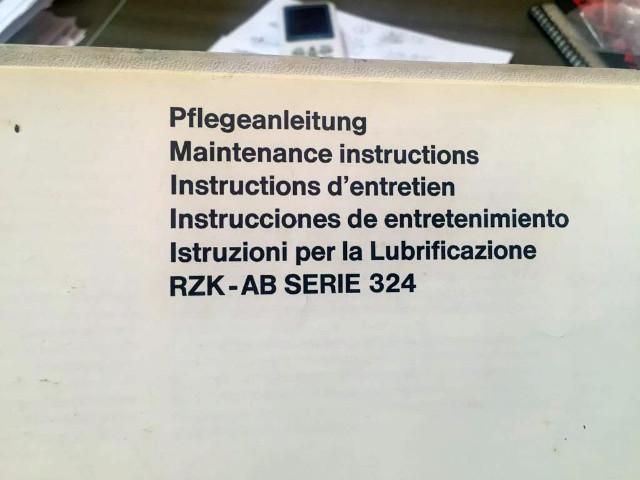 Pflegeanleitung
Maintenance instructions
Instructions d'entretien
Instrucciones de entretenimiento
Istruzioni per la Lubrificazione
RZK-AB SERIE 324